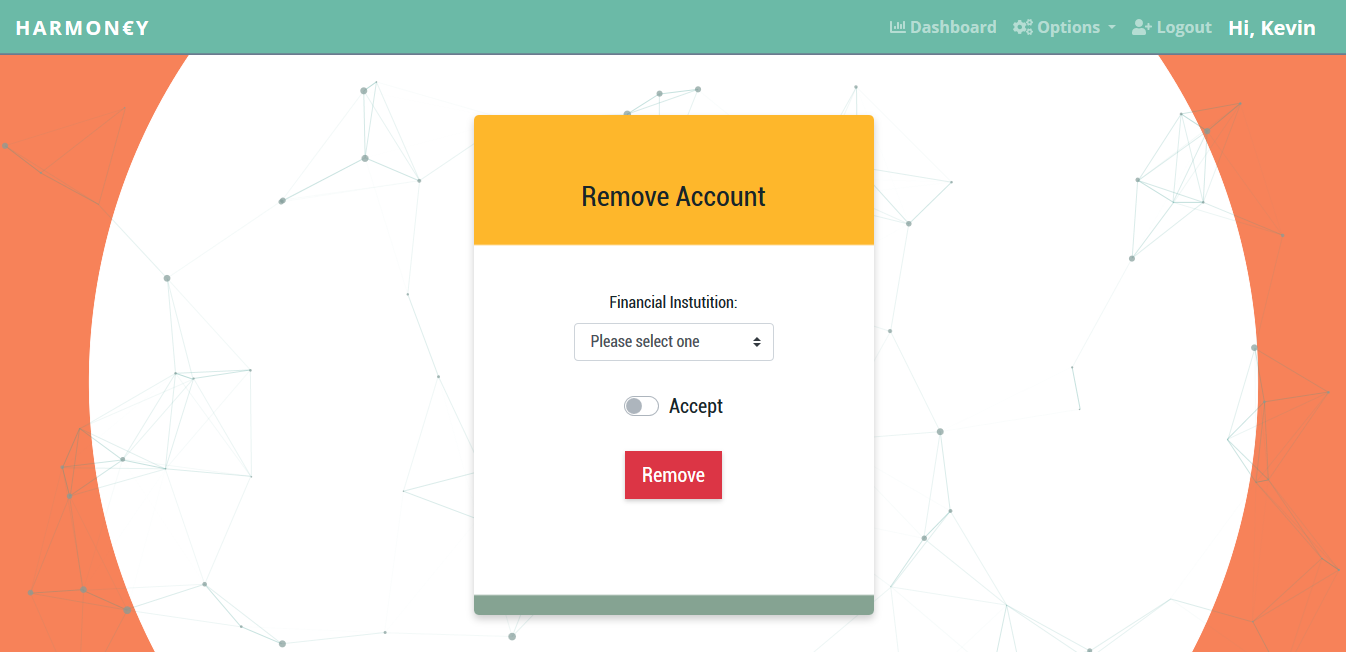 HARMON€Y
Dashboard Options Logout Hi, Kevin
Remove Account
Financial Instutition:
Please select one
Accept
Remove